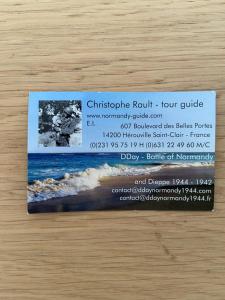 Christophe Rault - tour guide
www.normandy-guide.com
E.I.
607 Boulevard des Belles Portes
14200 Hérouville Saint-Clair - France
(0)231 95 75 19 H (0)631 22 49 60 M/C
DDay - Battle of Normandy
and Dieppe 1944 - 1942
contact@ddaynormandy1944.com
contact@ddaynormandy1944.fr